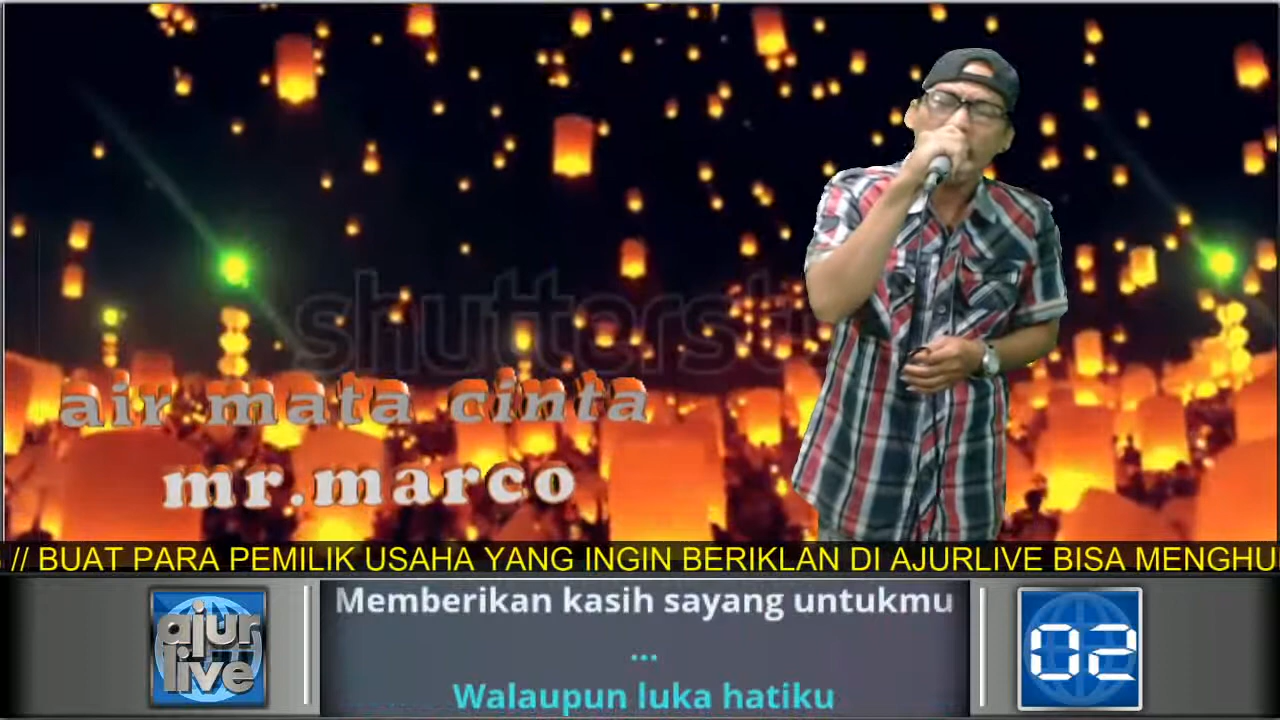 shutterst
air mata cinta
mr.marco
// BUAT PARA PEMILIK USAHA YANG INGIN BERIKLAN DI AJURLIVE BISA MENGHU
ajur
live
Memberikan kasih sayang untukmu
...
Walaupun luka hatiku
02